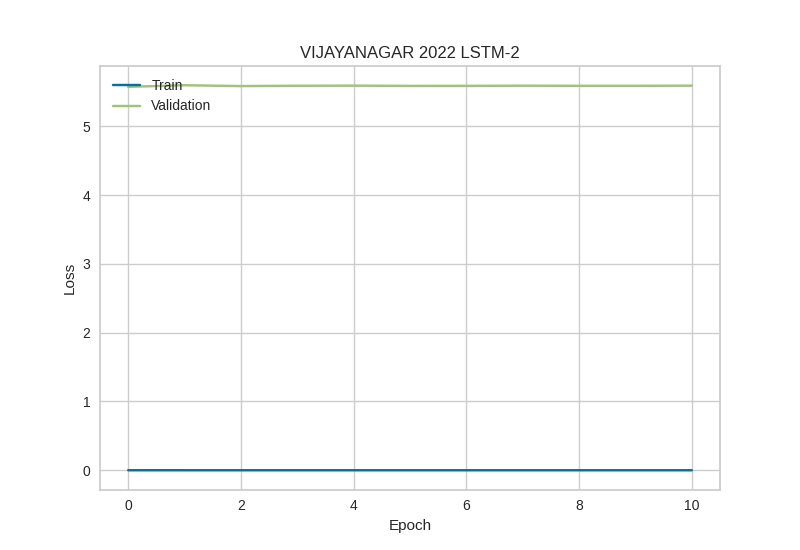 VIJAYANAGAR 2022 LSTM-2
Train
Validation
5
4
3
2
1
0
Loss
0 2 4 6 8 10
Epoch